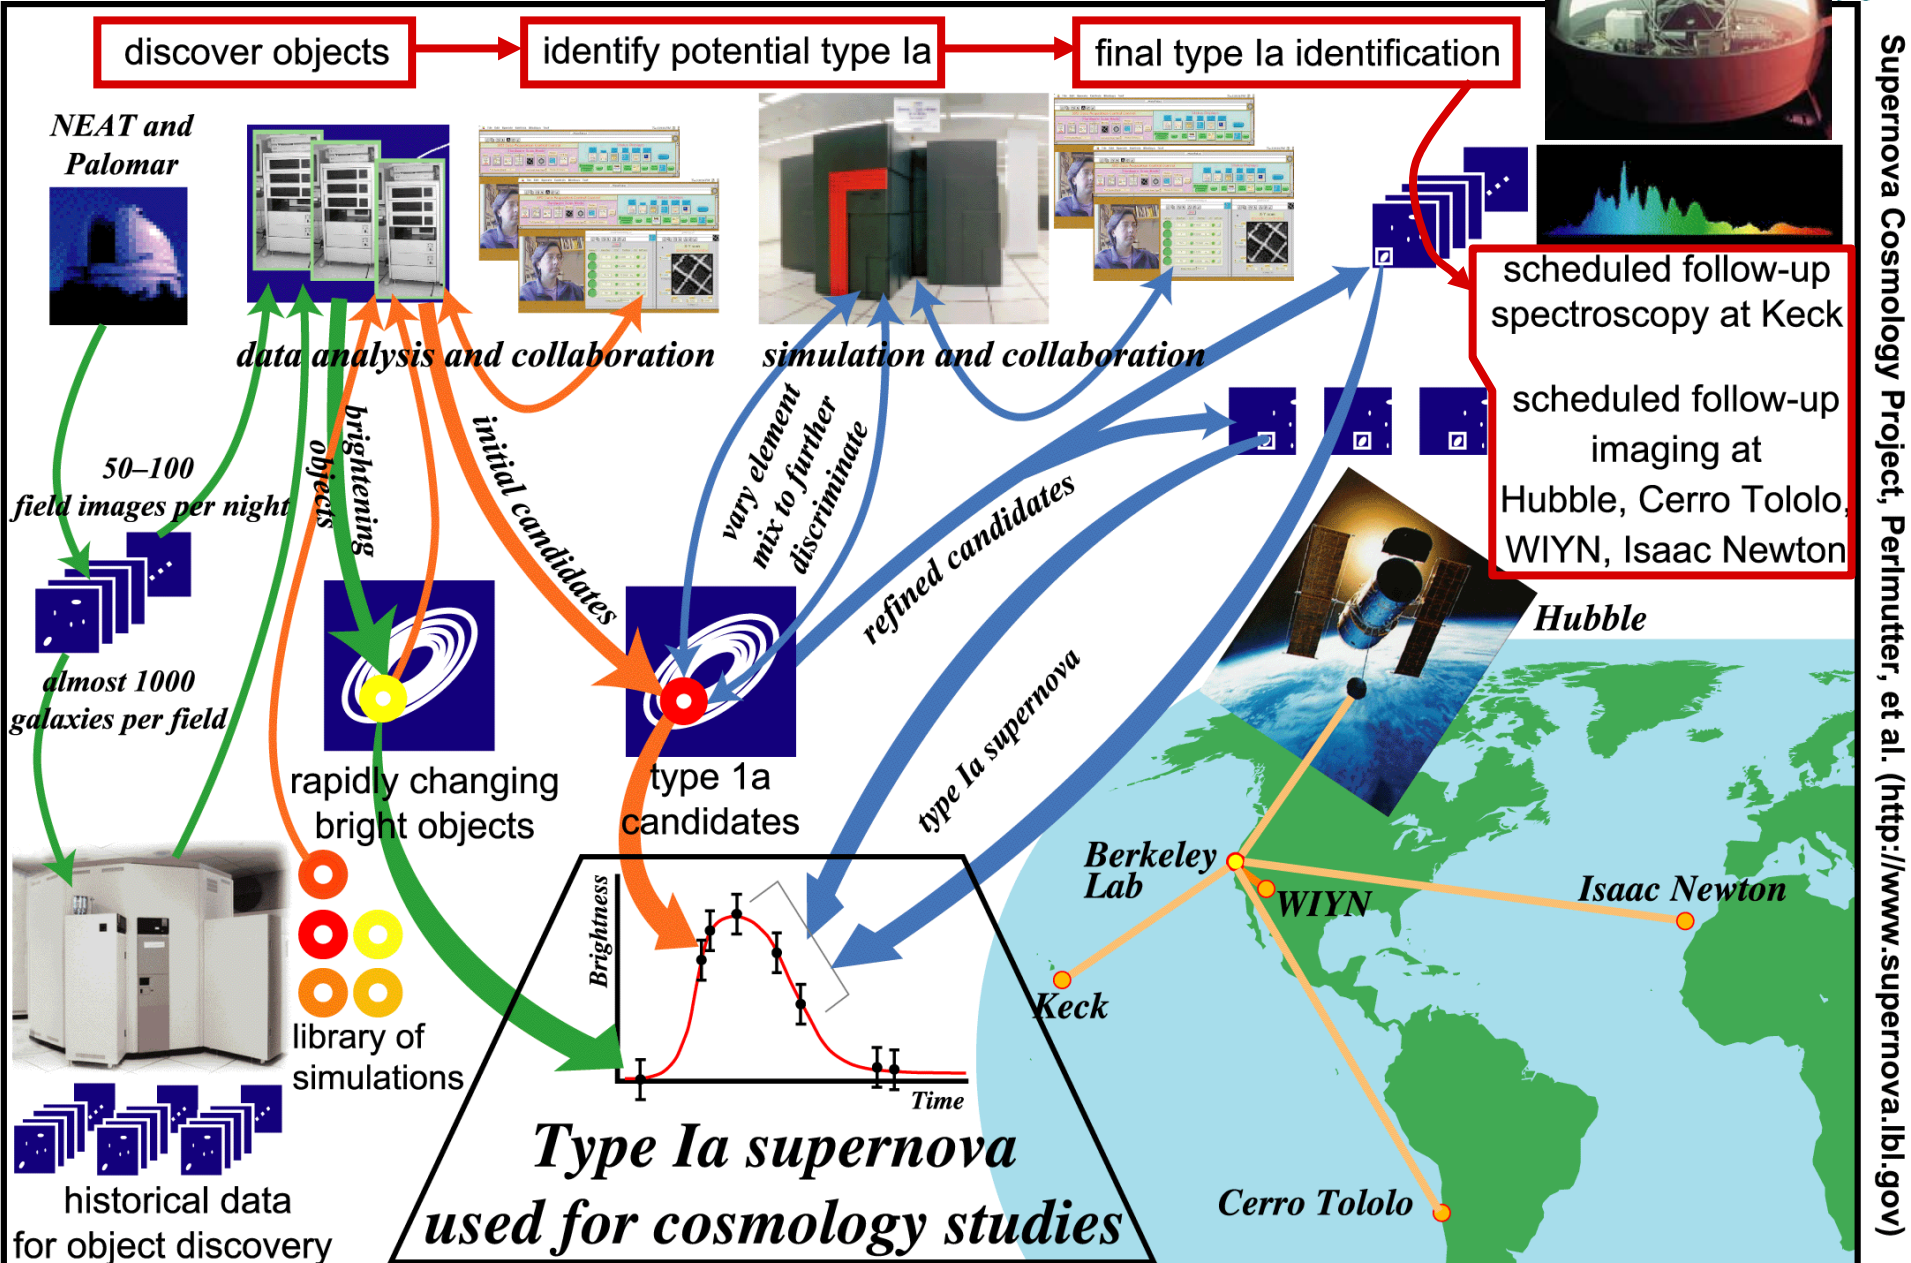 discover objects
identify potential type Ia
final type Ia identification
NEAT and
Palomar
data analysis and collaboration
simulation and collaboration
scheduled follow-up
spectroscopy at Keck
scheduled follow-up
imaging at
Hubble, Cerro Tololo,
WIYN, Isaac Newton
50–100
field images per night
almost 1000
galaxies per field
brightening
objects
initial candidates
vary element
mix to further
discriminate
refined candidates
type Ia supernova
rapidly changing
bright objects
type 1a
candidates
library of
simulations
historical data
for object discovery
Brightness
Time
Type Ia supernova
used for cosmology studies
Hubble
Berkeley
Lab
WIYN
Isaac Newton
Keck
Cerro Tololo
Supernova Cosmology Project, Perlmutter, et al. (http://www.supernova.lbl.gov)